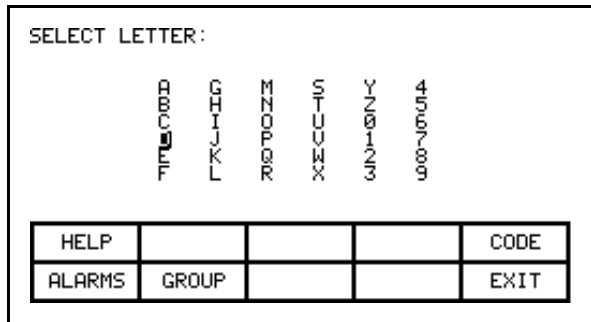 SELECT LETTER:
A G M S Y 4
B H N T Z 5
C I O U 0 6
D J P V 1 7
E K Q W 2 8
F L R X 3 9
HELP CODE
ALARMS GROUP EXIT